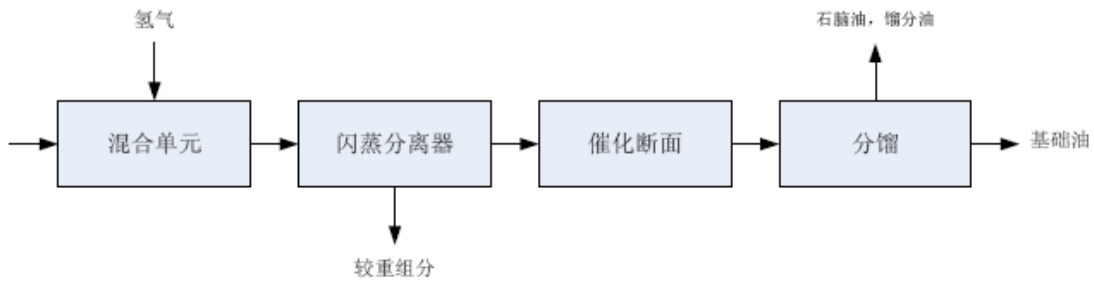 氢气
石脑油，馏分油
混合单元
闪蒸分离器
催化断面
分馏
基础油
较重组分